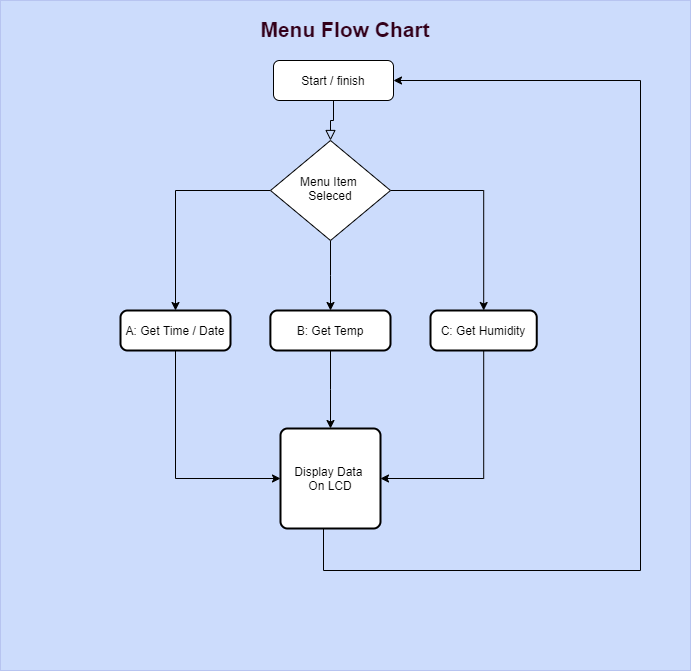 Menu Flow Chart
Start / finish
Menu Item
Seleced
A: Get Time / Date
B: Get Temp
C: Get Humidity
Display Data
On LCD